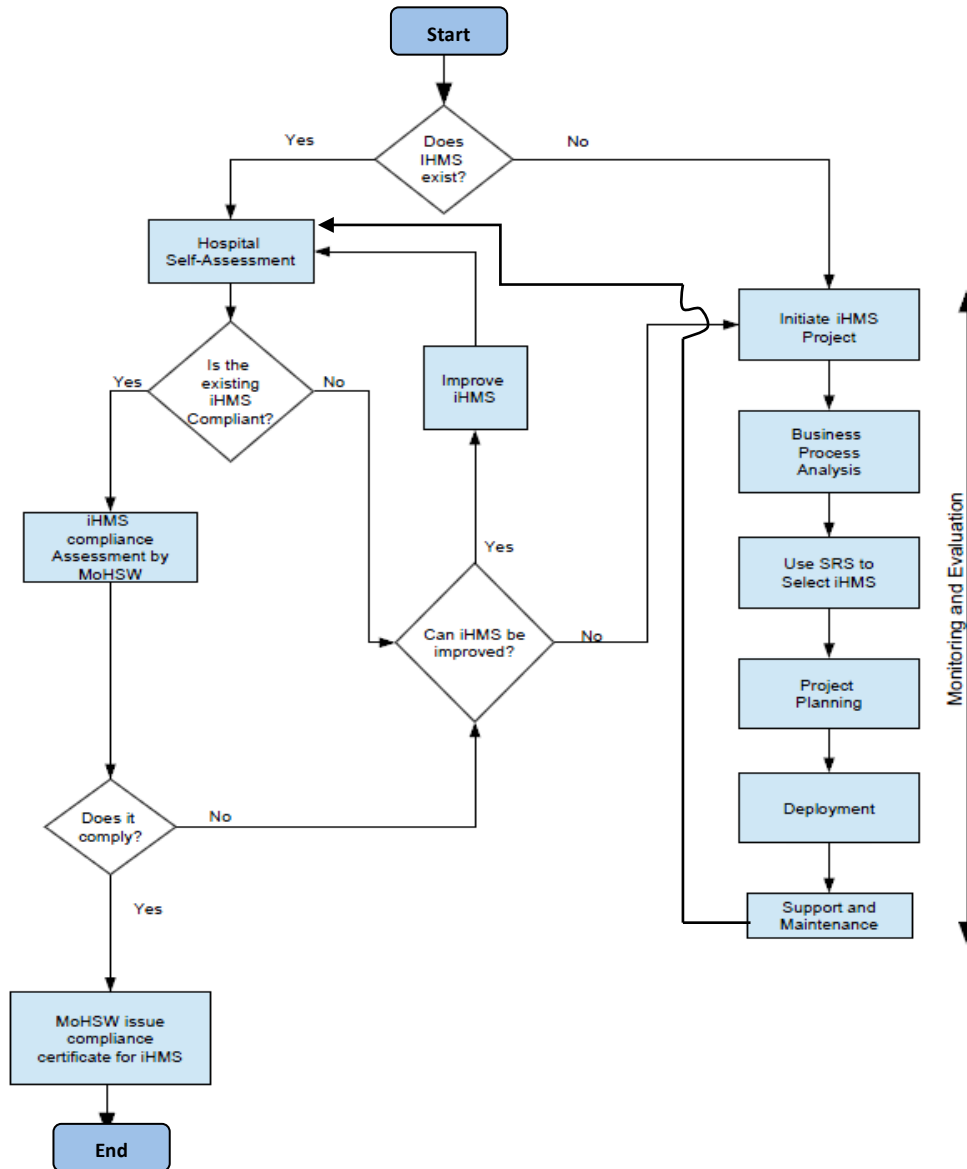 Start
Does
IHMS
exist?
Yes
No
Hospital
Self-Assessment
Initiate iHMS
Project
Is the
existing
iHMS
Compliant?
Yes
No
Improve
iHMS
Business
Process
Analysis
iHMS
compliance
Assessment by
MoHSW
Yes
Use SRS to
Select iHMS
Can iHMS be
improved?
No
Project
Planning
Monitoring and Evaluation
Does it
comply?
No
Deployment
Yes
Support and
Maintenance
MoHSW issue
compliance
certificate for iHMS
End